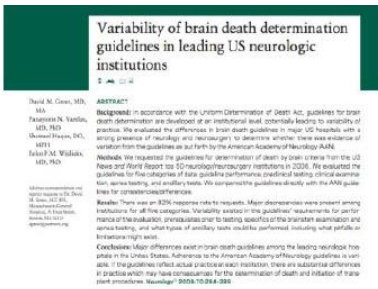 Variability of brain death determination
guidelines in leading US neurologic
institutions
David M. Greer, MD,
MA
Panayiotis N. Varelas,
MD, PhD
Shamael Haque, DO,
MPH
Eelco F.M. Wijdicks,
MD, PhD
ABSTRACT
Background: In accordance with the Uniform Determination of Death Act, guidelines for brain
death determination are developed at an institutional level, potentially leading to variability of
practice. We evaluated the differences in brain death guidelines in major US hospitals with a
strong presence of neurology and neurosurgery to determine whether there was evidence of
variation from the guidelines as put forth by the American Academy of Neurology (AAN).
Methods: We requested the guidelines for determination of death by brain criteria from the US
News and World Report top 50 neurology/neurosurgery institutions in 2006. We evaluated the
guidelines for five categories of data: guideline performance, preclinical testing, clinical examina-
tion, apnea testing, and ancillary tests. We compared the guidelines directly with the AAN guide-
lines for consistencies/differences.
Results: There was an 82% response rate to requests. Major discrepancies were present among
institutions for all five categories. Variability existed in the guidelines' requirements for perfor-
mance of the evaluation, prerequisites prior to testing, specifics of the brainstem examination and
apnea testing, and what types of ancillary tests could be performed, including what pitfalls or
limitations might exist.
Conclusions: Major differences exist in brain death guidelines among the leading neurologic hos-
pitals in the United States. Adherence to the American Academy of Neurology guidelines is vari-
able. If the guidelines reflect actual practice at each institution, there are substantial differences
in practice which may have consequences for the determination of death and initiation of trans-
plant procedures. Neurology® 2008;70:284-289